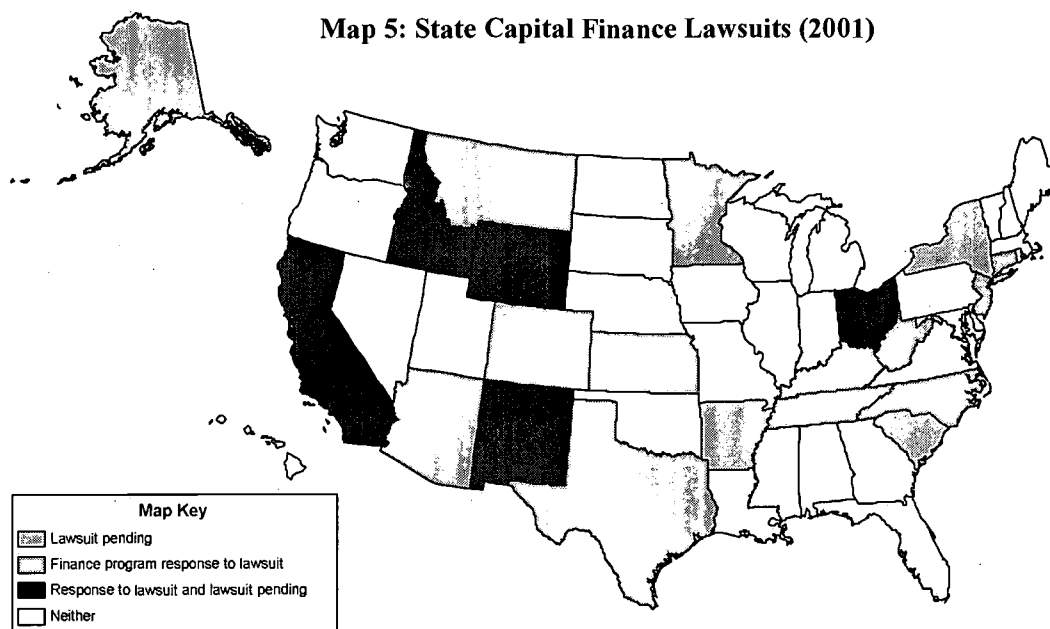 Map 5: State Capital Finance Lawsuits (2001)
Map Key
Lawsuit pending
Finance program response to lawsuit
Response to lawsuit and lawsuit pending
Neither